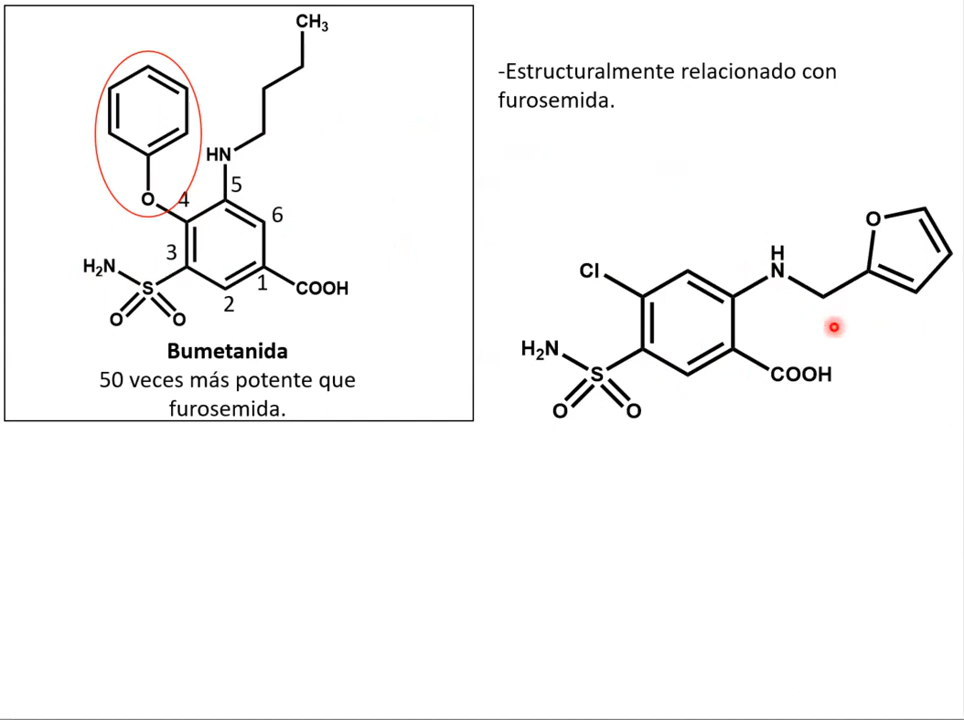 CH₃
HN
5
O
4
6
3
H₂N
1
S
COOH
2
O
O
Bumetanida
50 veces más potente que
furosemida.
-Estructuralmente relacionado con
furosemida.
O
H
N
Cl
H₂N
S
COOH
O
O